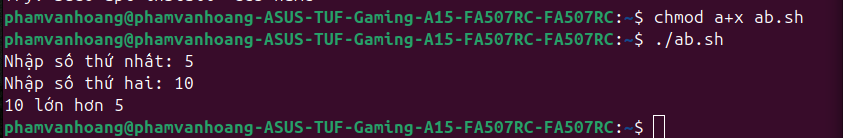 phamvanhoang@phamvanhoang-ASUS-TUF-Gaming-A15-FA507RC-FA507RC:~$ chmod a+x ab.sh
phamvanhoang@phamvanhoang-ASUS-TUF-Gaming-A15-FA507RC-FA507RC:~$ ./ab.sh
Nhập số thứ nhất: 5
Nhập số thứ hai: 10
10 lớn hơn 5
phamvanhoang@phamvanhoang-ASUS-TUF-Gaming-A15-FA507RC-FA507RC:~$